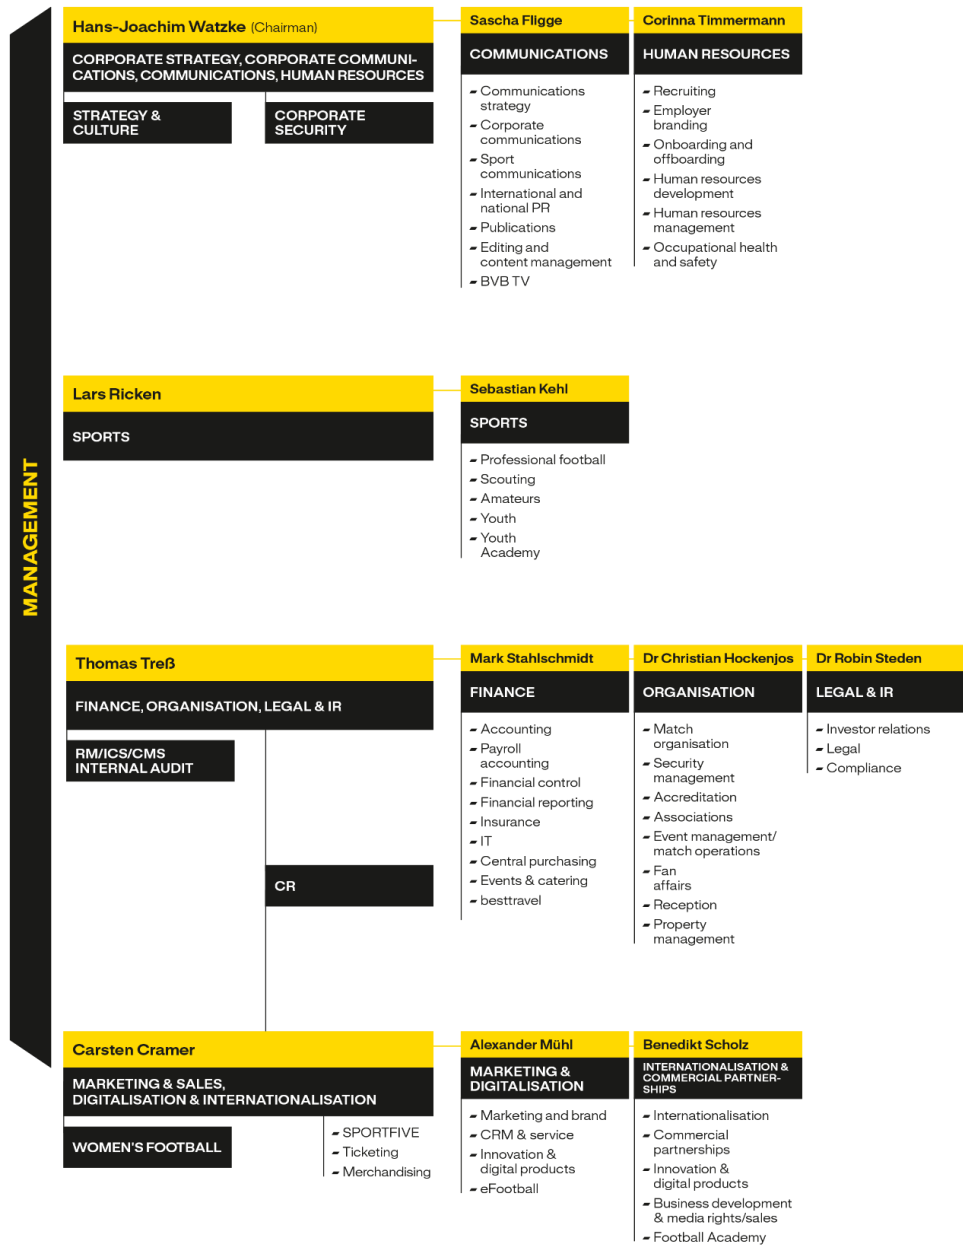 MANAGEMENT
Hans-Joachim Watzke (Chairman)
CORPORATE STRATEGY, CORPORATE COMMUNI-
CATIONS, COMMUNICATIONS, HUMAN RESOURCES
STRATEGY &
CULTURE
CORPORATE
SECURITY
Sascha Fligge
COMMUNICATIONS
- Communications
strategy
- Corporate
communications
- Sport
communications
- International and
national PR
- Publications
- Editing and
content management
- BVB TV
Corinna Timmermann
HUMAN RESOURCES
- Recruiting
- Employer
branding
- Onboarding and
offboarding
- Human resources
development
- Human resources
management
- Occupational health
and safety
Lars Ricken
SPORTS
Sebastian Kehl
SPORTS
- Professional football
- Scouting
- Amateurs
- Youth
- Youth
Academy
Thomas Treß
FINANCE, ORGANISATION, LEGAL & IR
RM/ICS/CMS
INTERNAL AUDIT
CR
Mark Stahlschmidt
FINANCE
- Accounting
- Payroll
accounting
- Financial control
- Financial reporting
- Insurance
- IT
- Central purchasing
- Events & catering
- besttravel
Dr Christian Hockenjos
ORGANISATION
- Match
organisation
- Security
management
- Accreditation
- Associations
- Event management/
match operations
- Fan
affairs
- Reception
- Property
management
Dr Robin Steden
LEGAL & IR
- Investor relations
- Legal
- Compliance
Carsten Cramer
MARKETING & SALES,
DIGITALISATION & INTERNATIONALISATION
WOMEN'S FOOTBALL
- SPORTFIVE
- Ticketing
- Merchandising
Alexander Mühl
MARKETING &
DIGITALISATION
- Marketing and brand
- CRM & service
- Innovation &
digital products
- eFootball
Benedikt Scholz
INTERNATIONALISATION &
COMMERCIAL PARTNER-
SHIPS
- Internationalisation
- Commercial
partnerships
- Innovation &
digital products
- Business development
& media rights/sales
- Football Academy